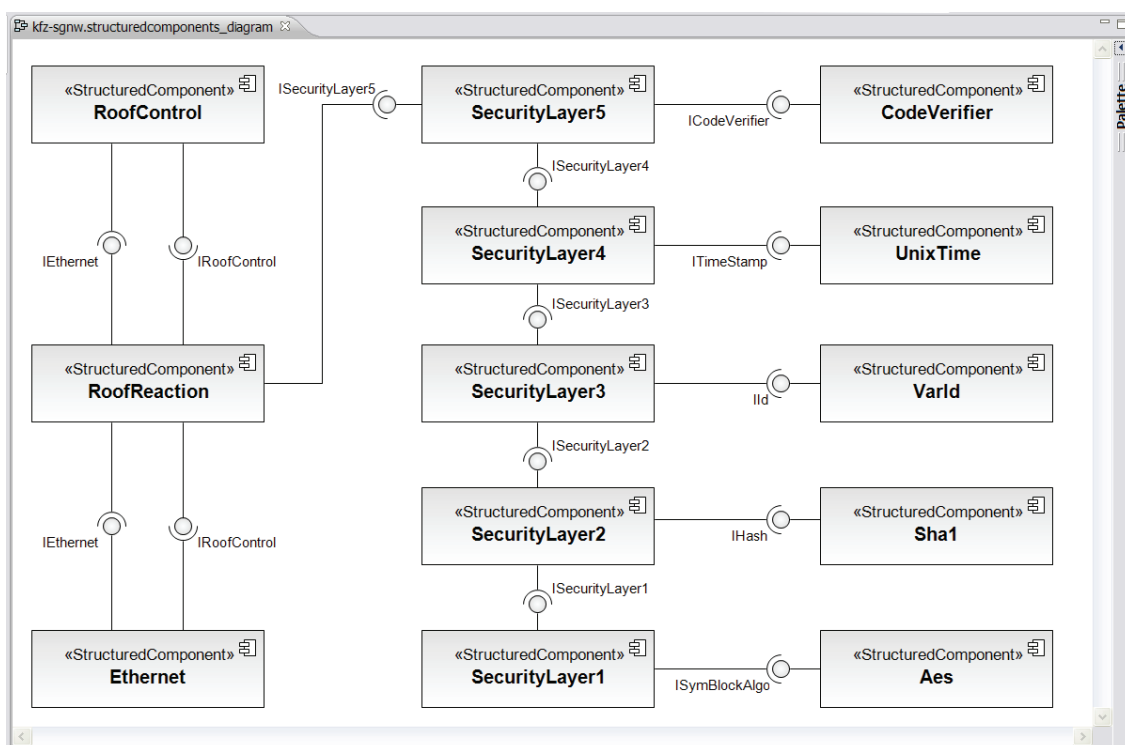 kfz-sgnw.structuredcomponents_diagram
Palette
«StructuredComponent»
RoofControl
ISecurityLayer5
«StructuredComponent»
SecurityLayer5
ICodeVerifier
«StructuredComponent»
CodeVerifier
ISecurityLayer4
IEthernet
IRoofControl
«StructuredComponent»
SecurityLayer4
ITimeStamp
«StructuredComponent»
UnixTime
ISecurityLayer3
«StructuredComponent»
RoofReaction
«StructuredComponent»
SecurityLayer3
IId
«StructuredComponent»
VarId
ISecurityLayer2
IEthernet
IRoofControl
«StructuredComponent»
SecurityLayer2
IHash
«StructuredComponent»
Sha1
ISecurityLayer1
«StructuredComponent»
Ethernet
«StructuredComponent»
SecurityLayer1
ISymBlockAlgo
«StructuredComponent»
Aes